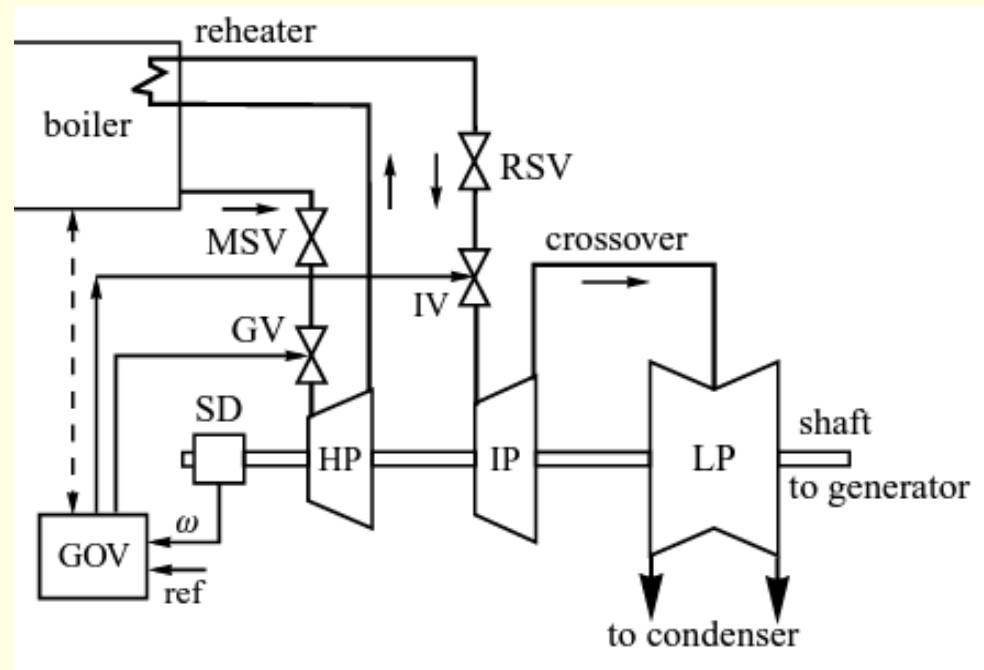 reheater
boiler
RSV
MSV
crossover
IV
GV
SD
shaft
HP
IP
LP
to generator
ω
GOV
ref
to condenser